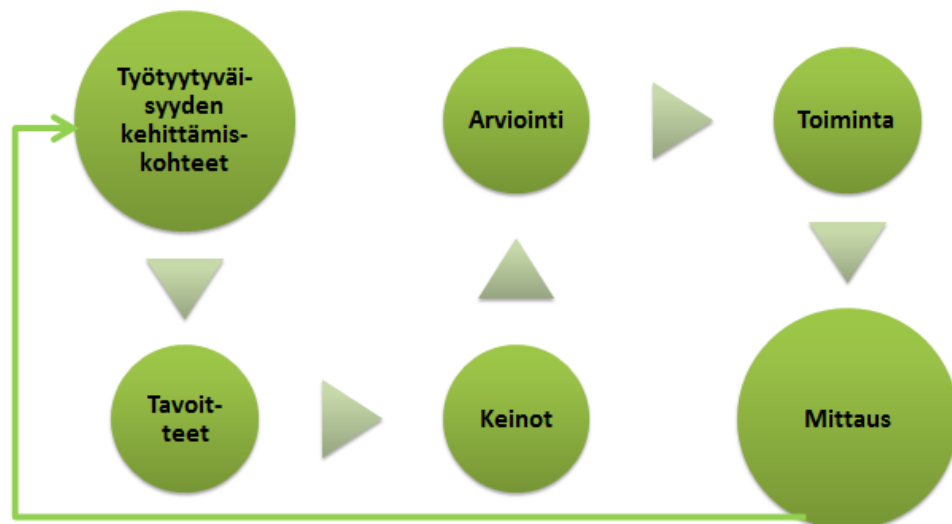 Työtyytyväi-
syyden
kehittämis-
kohteet
Tavoit-
teet
Keinot
Arviointi
Toiminta
Mittaus